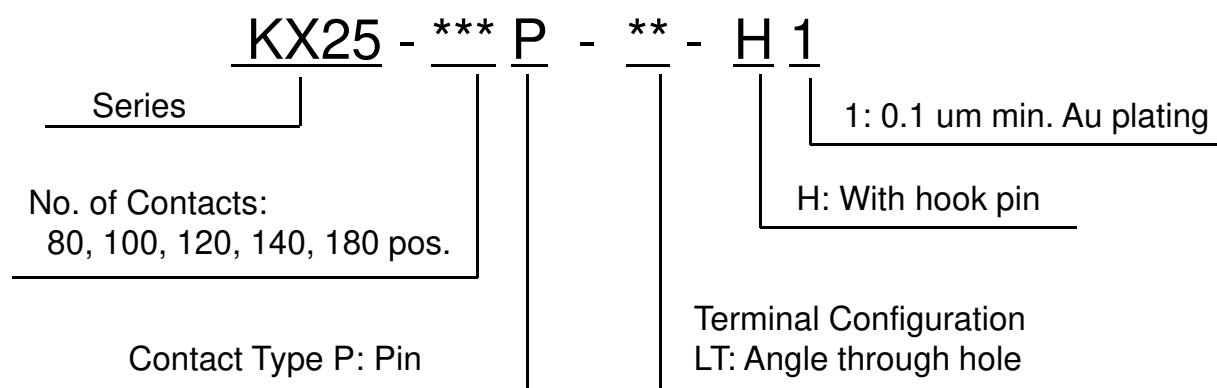 KX25 - *** P - ** - H 1
Series
1: 0.1 um min. Au plating
No. of Contacts:
80, 100, 120, 140, 180 pos.
H: With hook pin
Contact Type P: Pin
Terminal Configuration
LT: Angle through hole